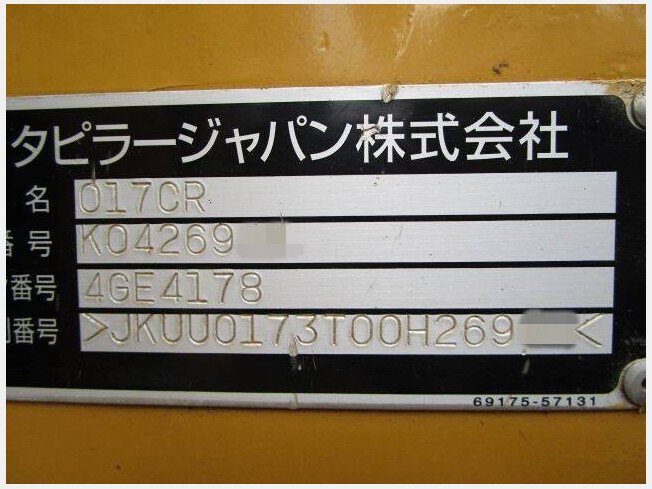 タピラージャパン株式会社
名 017CR
番号 K04269
番号 4GE4178
番号 >JKUU0173T00H269<
69175-57131